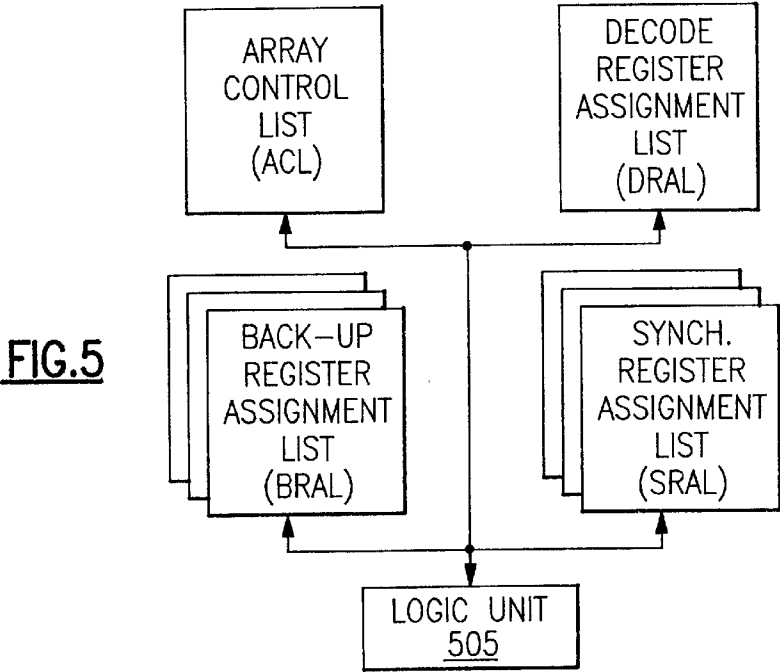 ARRAY
CONTROL
LIST
(ACL)
DECODE
REGISTER
ASSIGNMENT
LIST
(DRAL)
FIG.5
BACK-UP
REGISTER
ASSIGNMENT
LIST
(BRAL)
SYNCH.
REGISTER
ASSIGNMENT
LIST
(SRAL)
LOGIC UNIT
505